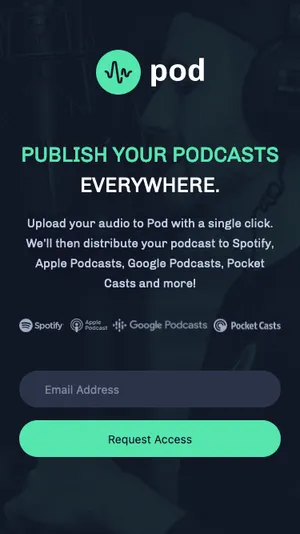 pod
PUBLISH YOUR PODCASTS
EVERYWHERE.
Upload your audio to Pod with a single click.
We'll then distribute your podcast to Spotify,
Apple Podcasts, Google Podcasts, Pocket
Casts and more!
Spotify Apple Podcast Google Podcasts Pocket Casts
Email Address
Request Access